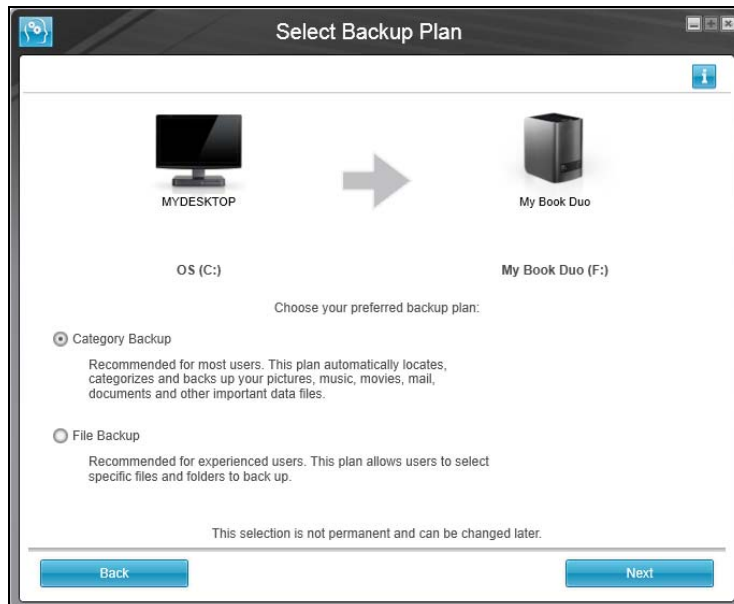 Select Backup Plan
MYDESKTOP
My Book Duo
OS (C:)
My Book Duo (F:)
Choose your preferred backup plan:
Category Backup
Recommended for most users. This plan automatically locates,
categorizes and backs up your pictures, music, movies, mail,
documents and other important data files.
File Backup
Recommended for experienced users. This plan allows users to select
specific files and folders to back up.
This selection is not permanent and can be changed later.
Back
Next